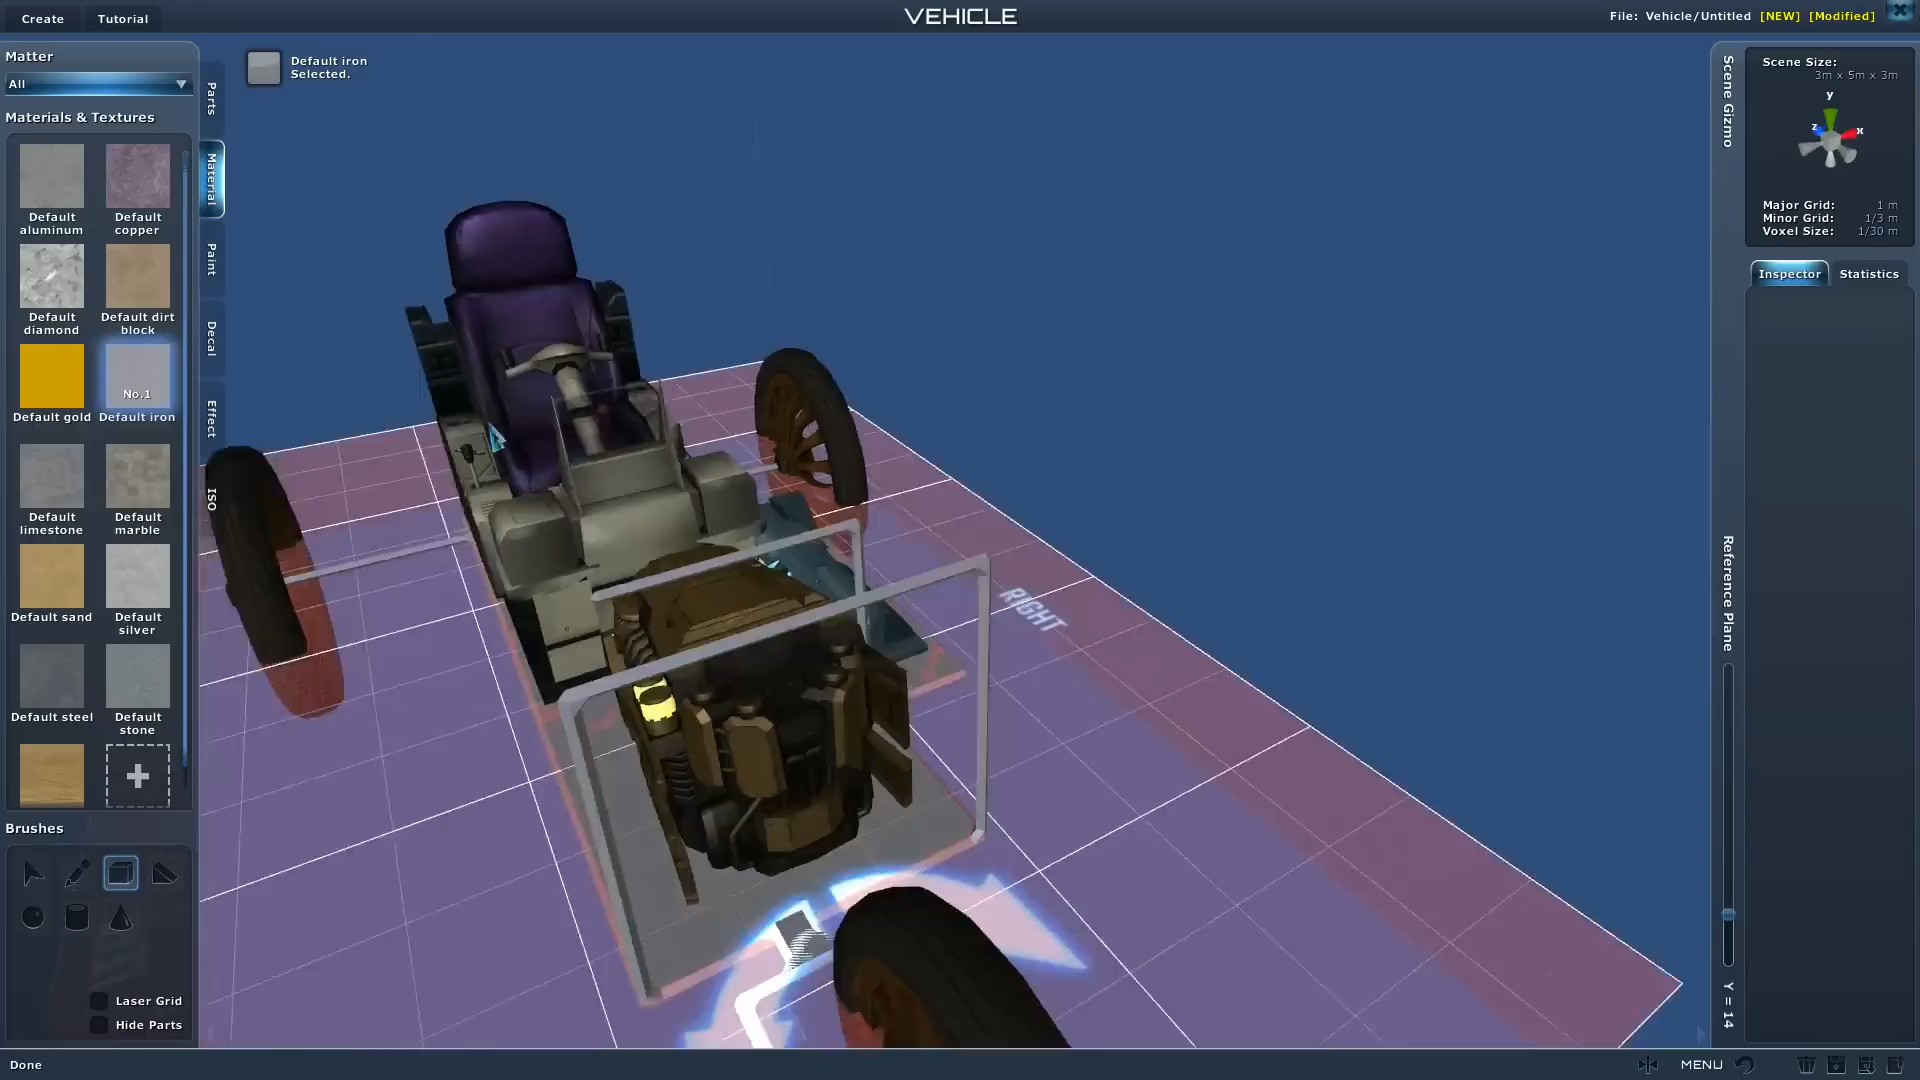 Create
Tutorial
VEHICLE
File: Vehicle/Untitled [NEW] [Modified]
Matter
All
Materials & Textures
Default aluminum
Default copper
Default diamond
Default dirt block
Default gold
No.1
Default iron
Default limestone
Default marble
Default sand
Default silver
Default steel
Default stone
Brushes
Laser Grid
Hide Parts
Done
Parts
Material
Paint
Decal
Effect
ISO
Default iron
Selected.
RIGHT
Scene Gizmo
Reference Plane
Y = 14
Scene Size:
3m x 5m x 3m
y
z
x
Major Grid: 1 m
Minor Grid: 1/3 m
Voxel Size: 1/30 m
Inspector
Statistics
MENU